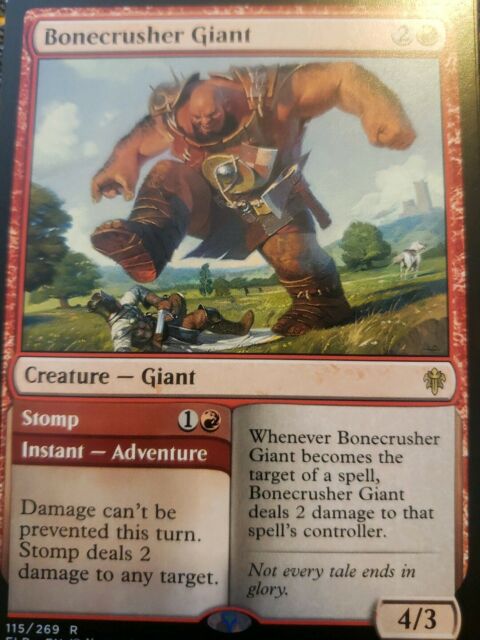 Bonecrusher Giant 2
Creature — Giant
Stomp 1
Instant — Adventure
Damage can't be
prevented this turn.
Stomp deals 2
damage to any target.
Whenever Bonecrusher
Giant becomes the
target of a spell,
Bonecrusher Giant
deals 2 damage to that
spell's controller.
Not every tale ends in
glory.
4/3
115/269 R